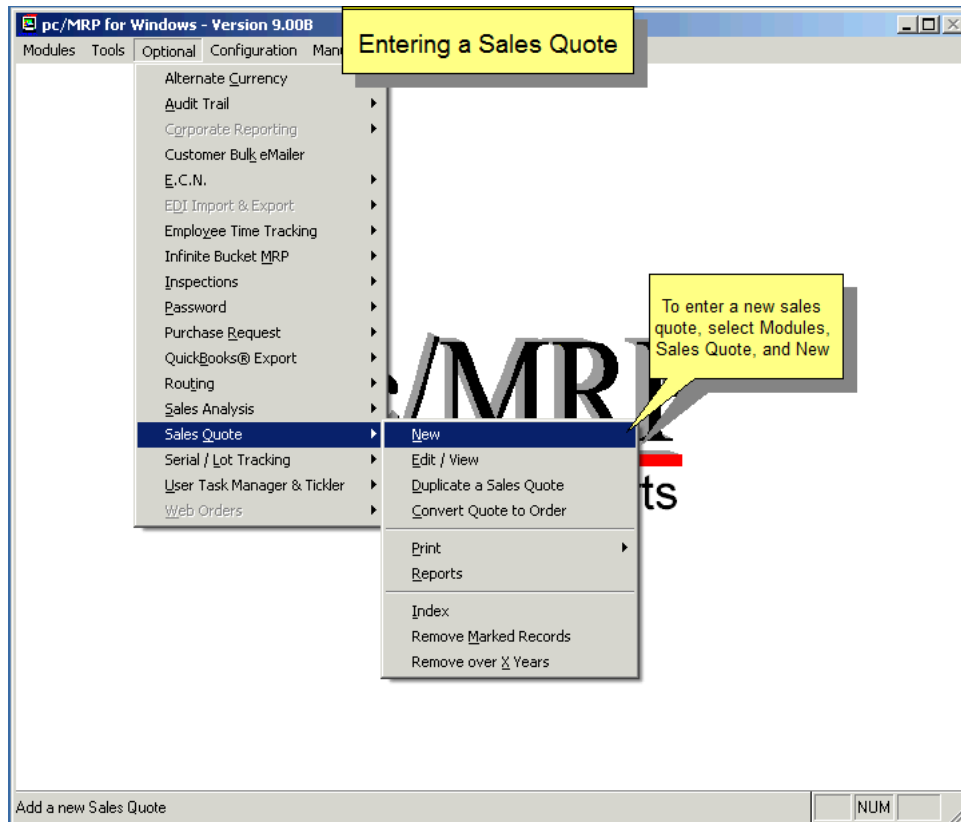 pc/MRP for Windows - Version 9.00B
Entering a Sales Quote
Modules Tools Optional Configuration Manu
Alternate Currency
Audit Trail
Corporate Reporting
Customer Bulk eMailer
E.C.N.
EDI Import & Export
Employee Time Tracking
Infinite Bucket MRP
Inspections
Password
Purchase Request
QuickBooks® Export
Routing
Sales Analysis
Sales Quote
Serial / Lot Tracking
User Task Manager & Tickler
Web Orders
To enter a new sales
quote, select Modules,
Sales Quote, and New
c/MRP
ts
New
Edit / View
Duplicate a Sales Quote
Convert Quote to Order
Print
Reports
Index
Remove Marked Records
Remove over X Years
Add a new Sales Quote
NUM